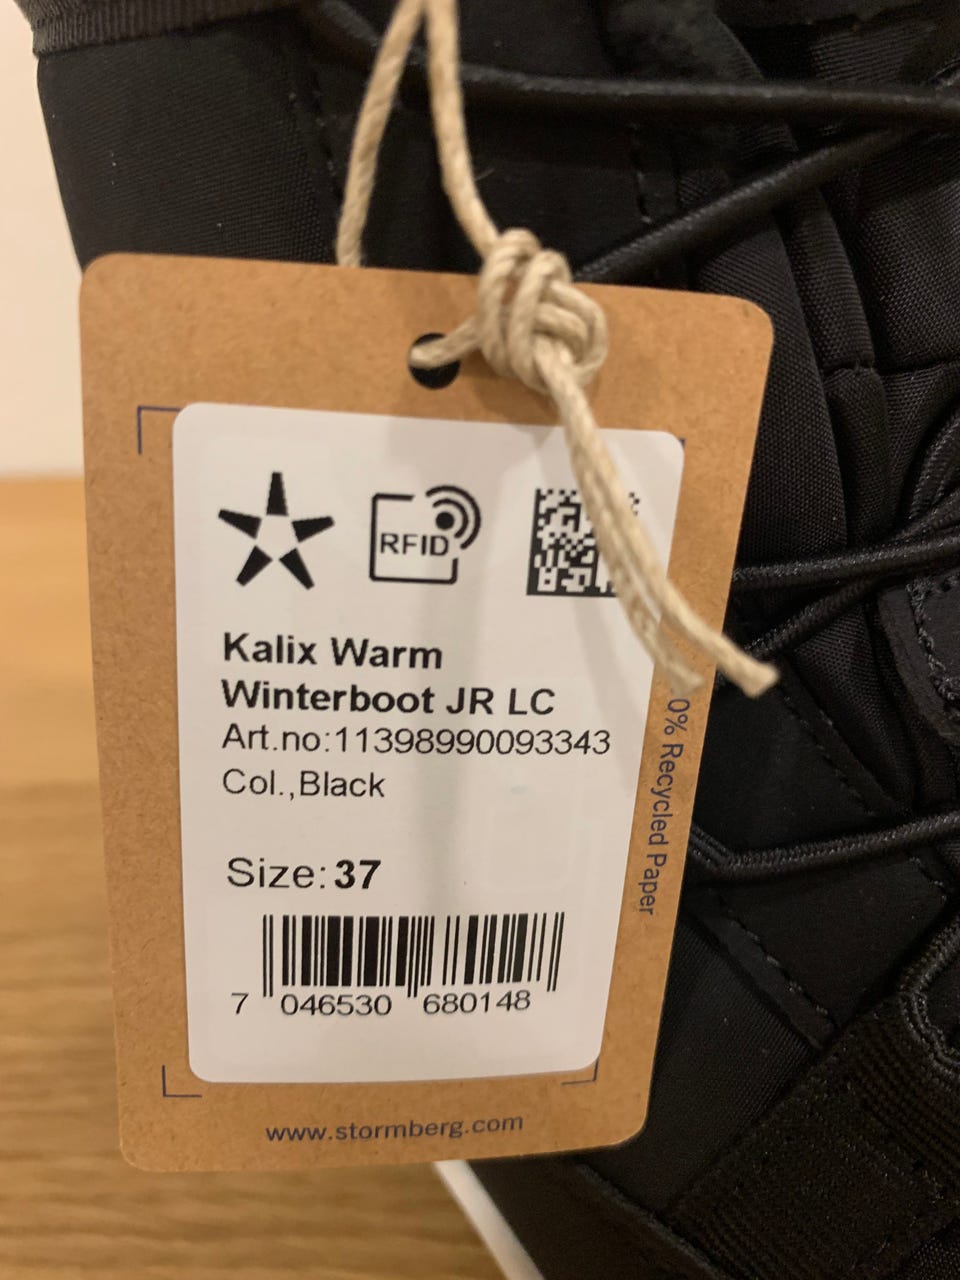 RFID
Kalix Warm
Winterboot JR LC
Art.no:11398990093343
Col.,Black
Size: 37
7 046530 680148
0% Recycled Paper
www.stormberg.com